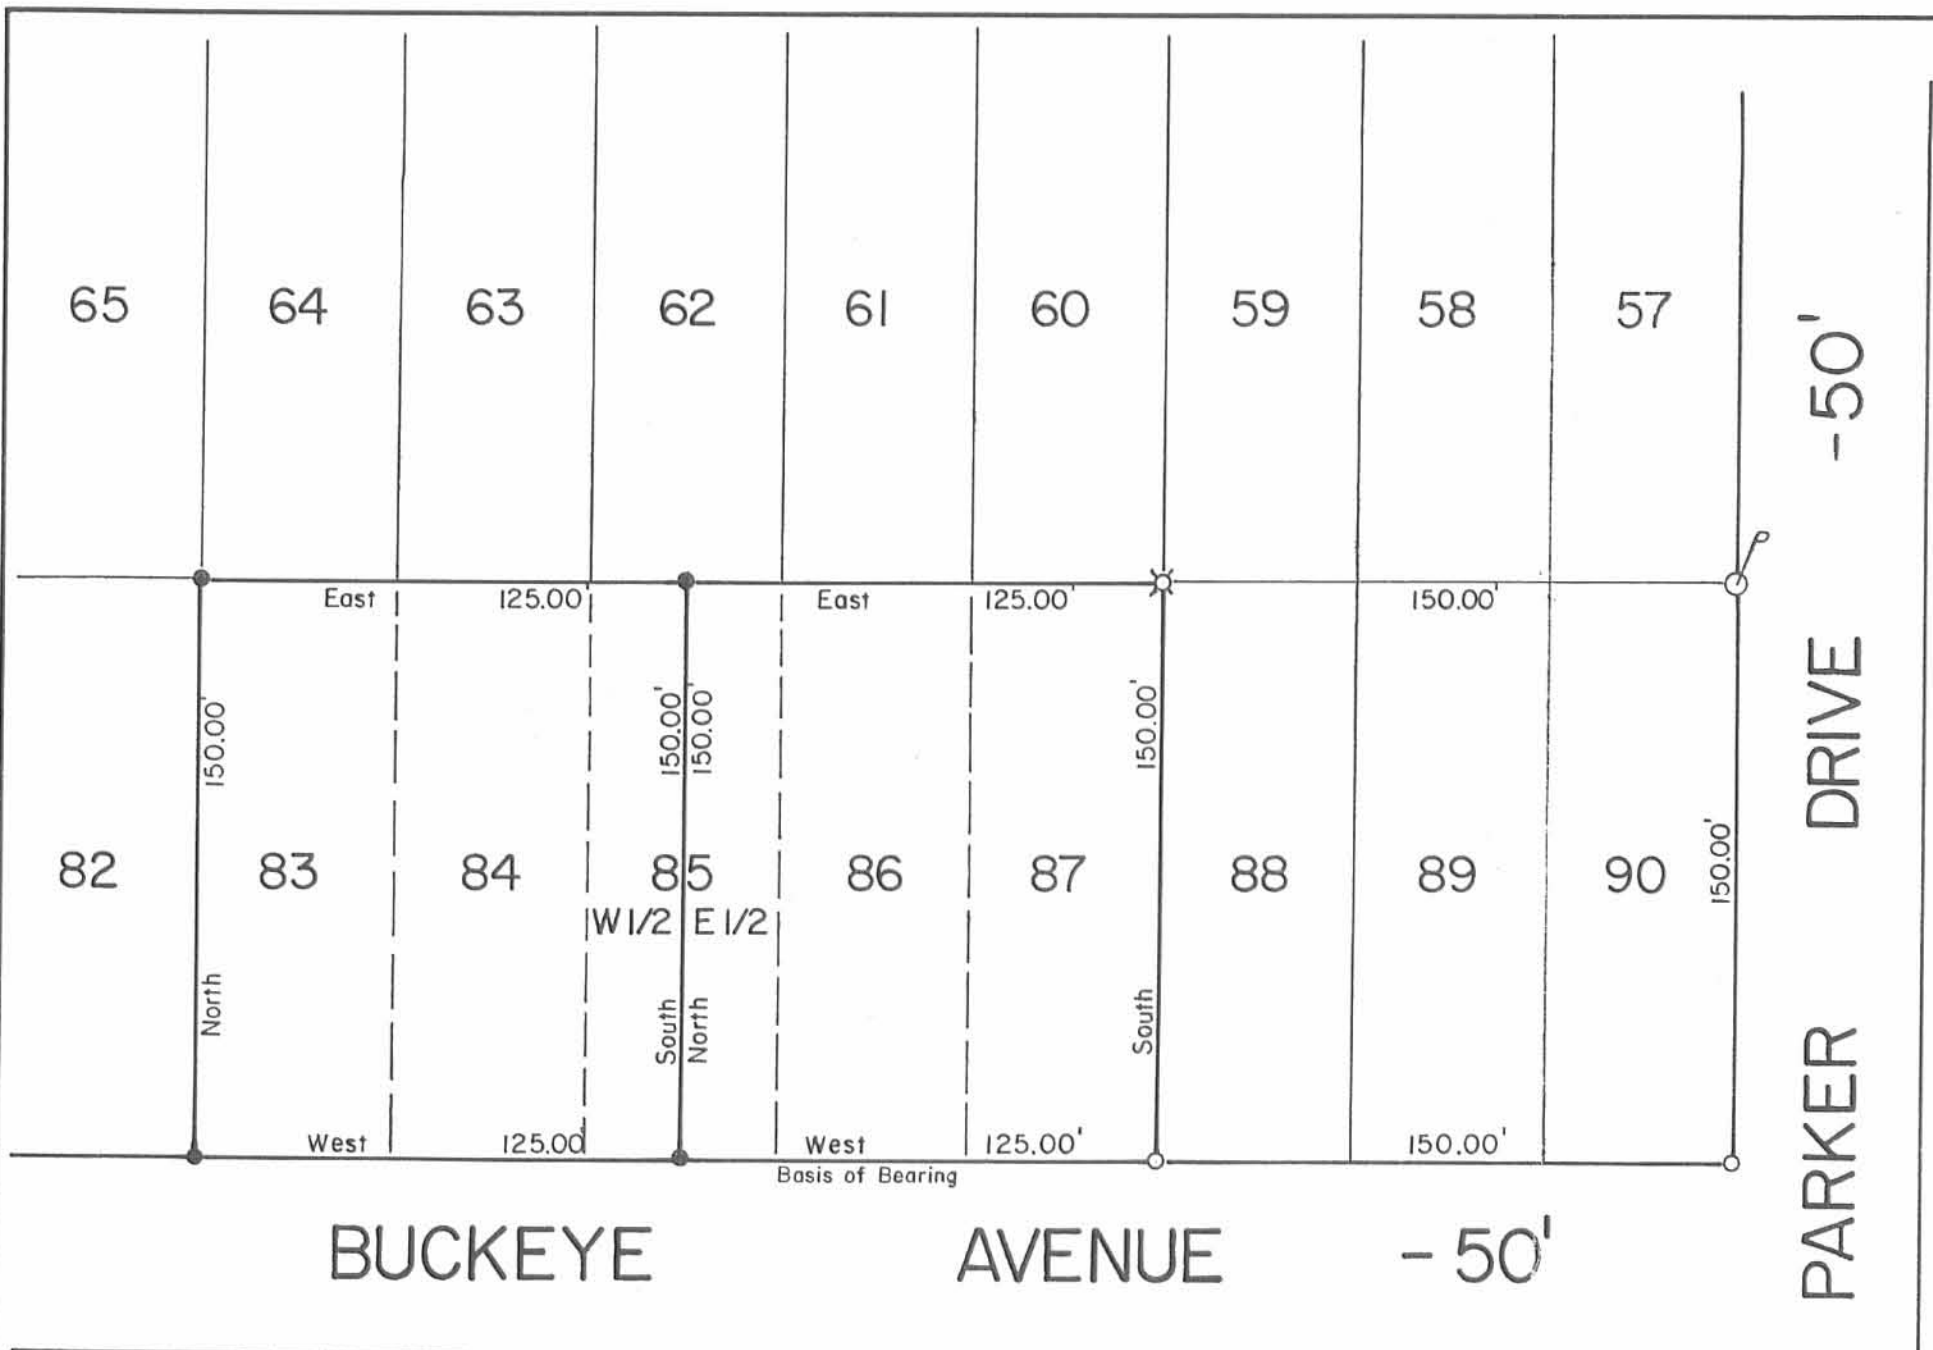 65 64 63 62 61 60 59 58 57
East 125.00' East 125.00' 150.00'
150.00' 150.00' 150.00' 150.00' 150.00'
82 83 84 85 86 87 88 89 90
W 1/2 E 1/2
North South North South
West 125.00' West 125.00' 150.00'
Basis of Bearing
BUCKEYE AVENUE - 50'
PARKER DRIVE - 50'